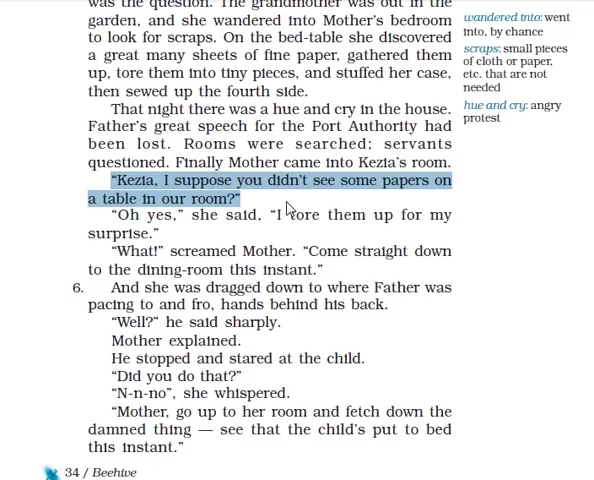 was the question. The grandmother was out in the
garden, and she wandered into Mother's bedroom
to look for scraps. On the bed-table she discovered
a great many sheets of fine paper, gathered them
up, tore them into tiny pieces, and stuffed her case,
then sewed up the fourth side.
That night there was a hue and cry in the house.
Father's great speech for the Port Authority had
been lost. Rooms were searched; servants
questioned. Finally Mother came into Kezia's room.
“Kezia, I suppose you didn't see some papers on
a table in our room?”
“Oh yes,” she said, “I tore them up for my
surprise.”
“What!” screamed Mother. “Come straight down
to the dining-room this instant.”
6. And she was dragged down to where Father was
pacing to and fro, hands behind his back.
“Well?” he said sharply.
Mother explained.
He stopped and stared at the child.
“Did you do that?”
“N-n-no”, she whispered.
“Mother, go up to her room and fetch down the
damned thing — see that the child's put to bed
this instant.”
34 / Beehive
wandered into: went
into, by chance
scraps: small pieces
of cloth or paper,
etc. that are not
needed
hue and cry: angry
protest